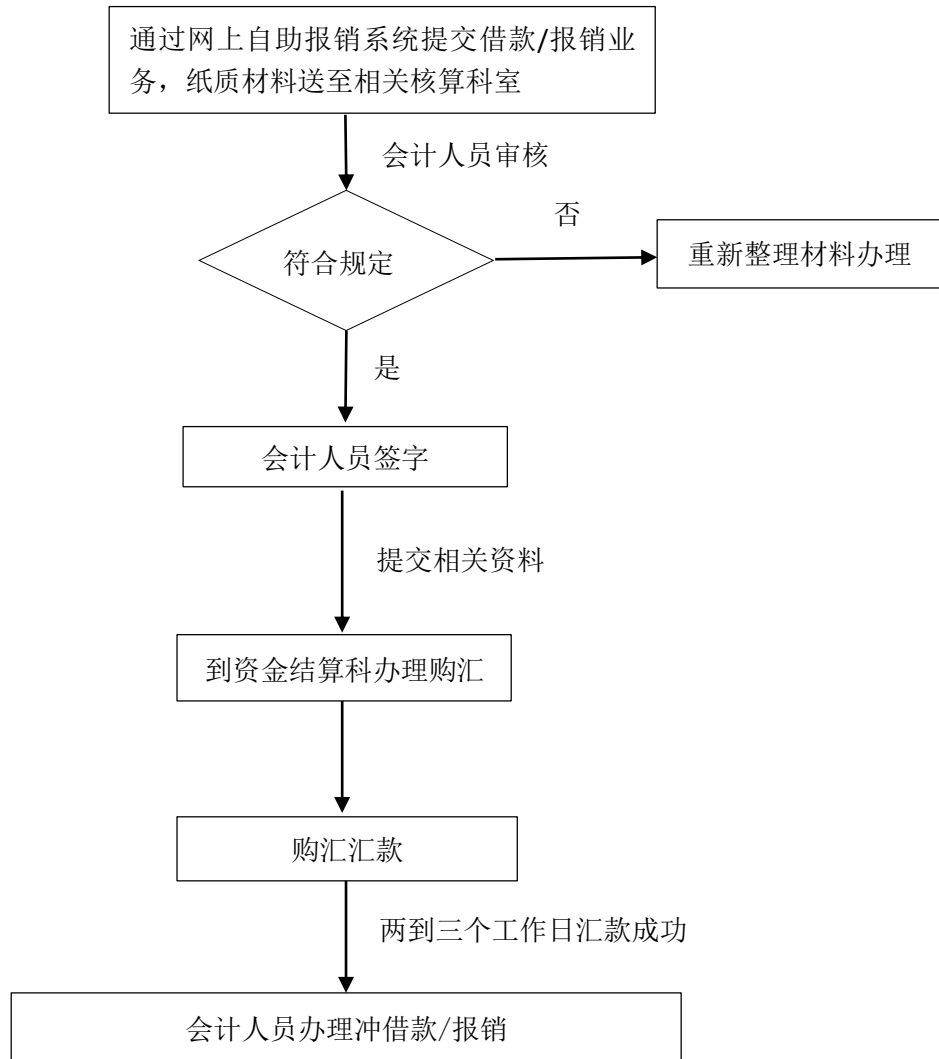 通过网上自助报销系统提交借款/报销业
务，纸质材料送至相关核算科室
会计人员审核
否
符合规定
重新整理材料办理
是
会计人员签字
提交相关资料
到资金结算科办理购汇
购汇汇款
两到三个工作日汇款成功
会计人员办理冲借款/报销